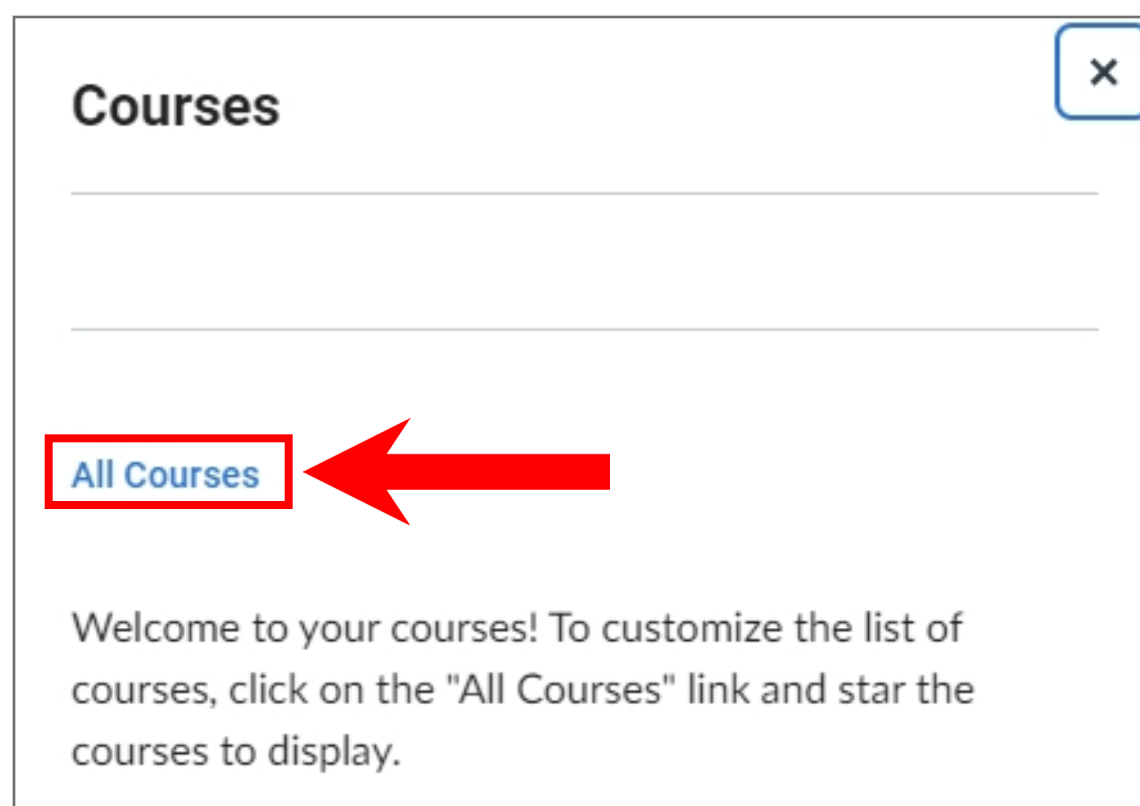 Courses
All Courses
Welcome to your courses! To customize the list of
courses, click on the "All Courses" link and star the
courses to display.